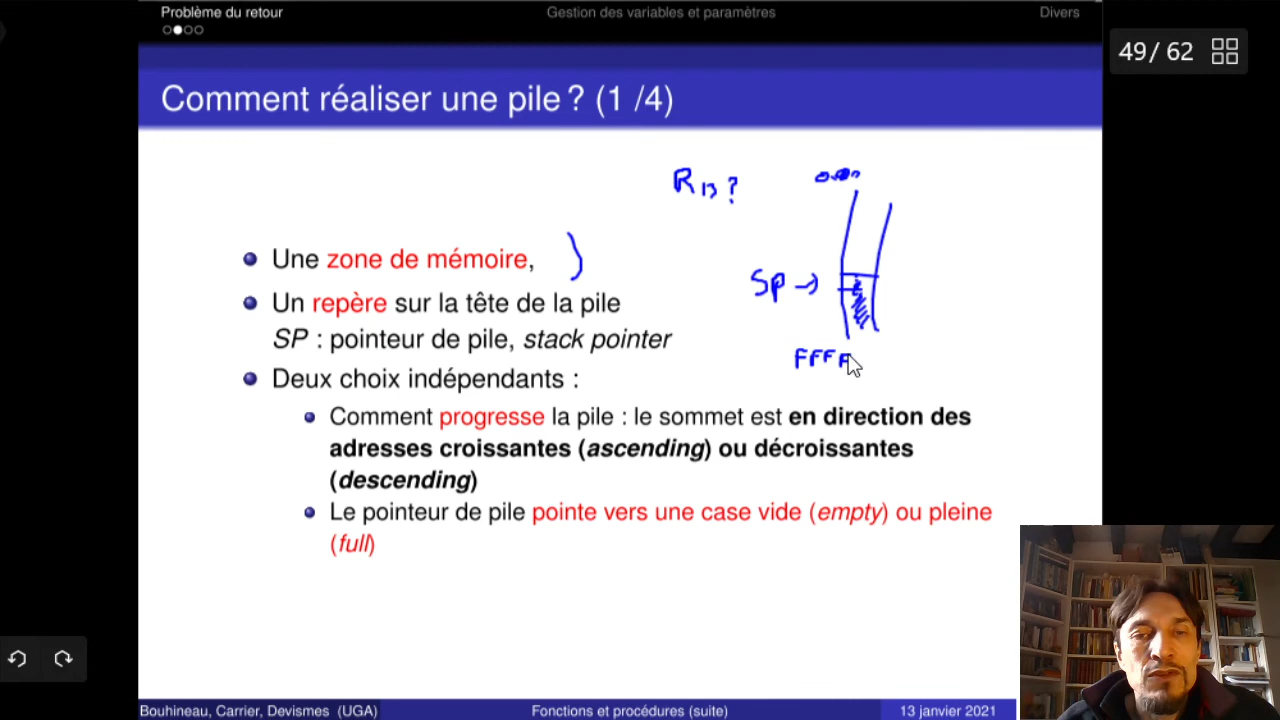 Problème du retour
Gestion des variables et paramètres
Divers
49/ 62
Comment réaliser une pile ? (1 /4)
R13 ?
Une zone de mémoire,
SP →
Un repère sur la tête de la pile
SP : pointeur de pile, stack pointer
FFFF
Deux choix indépendants :
Comment progresse la pile : le sommet est en direction des
adresses croissantes (ascending) ou décroissantes
(descending)
Le pointeur de pile pointe vers une case vide (empty) ou pleine
(full)
Bouhineau, Carrier, Devismes (UGA)
Fonctions et procédures (suite)
13 janvier 2021